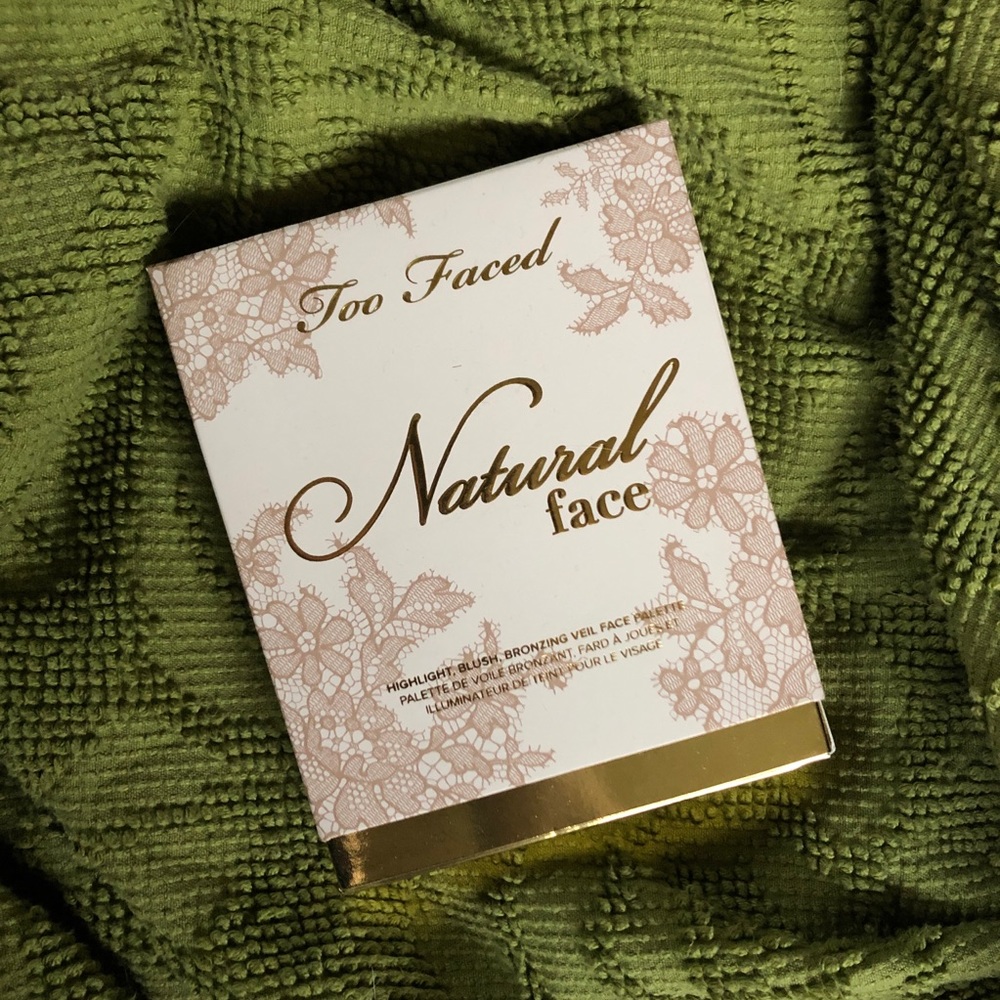 Too Faced
Natural
face
HIGHLIGHT, BLUSH, BRONZING VEIL FACE PALETTE
PALETTE DE VOILE BRONZANT, FARD À JOUES ET
ILLUMINATEUR DE TEINT POUR LE VISAGE